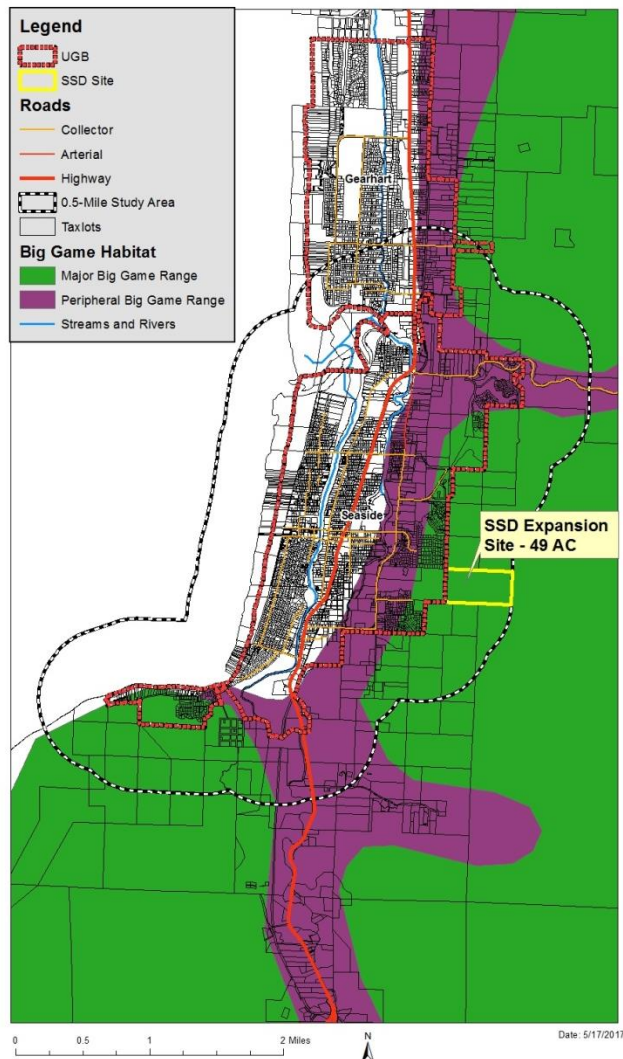 Legend
UGB
SSD Site
Roads
Collector
Arterial
Highway
0.5-Mile Study Area
Taxlots
Big Game Habitat
Major Big Game Range
Peripheral Big Game Range
Streams and Rivers
Gearhart
Seaside
SSD Expansion
Site - 49 AC
0 0.5 1 2 Miles
N
Date: 5/17/2017